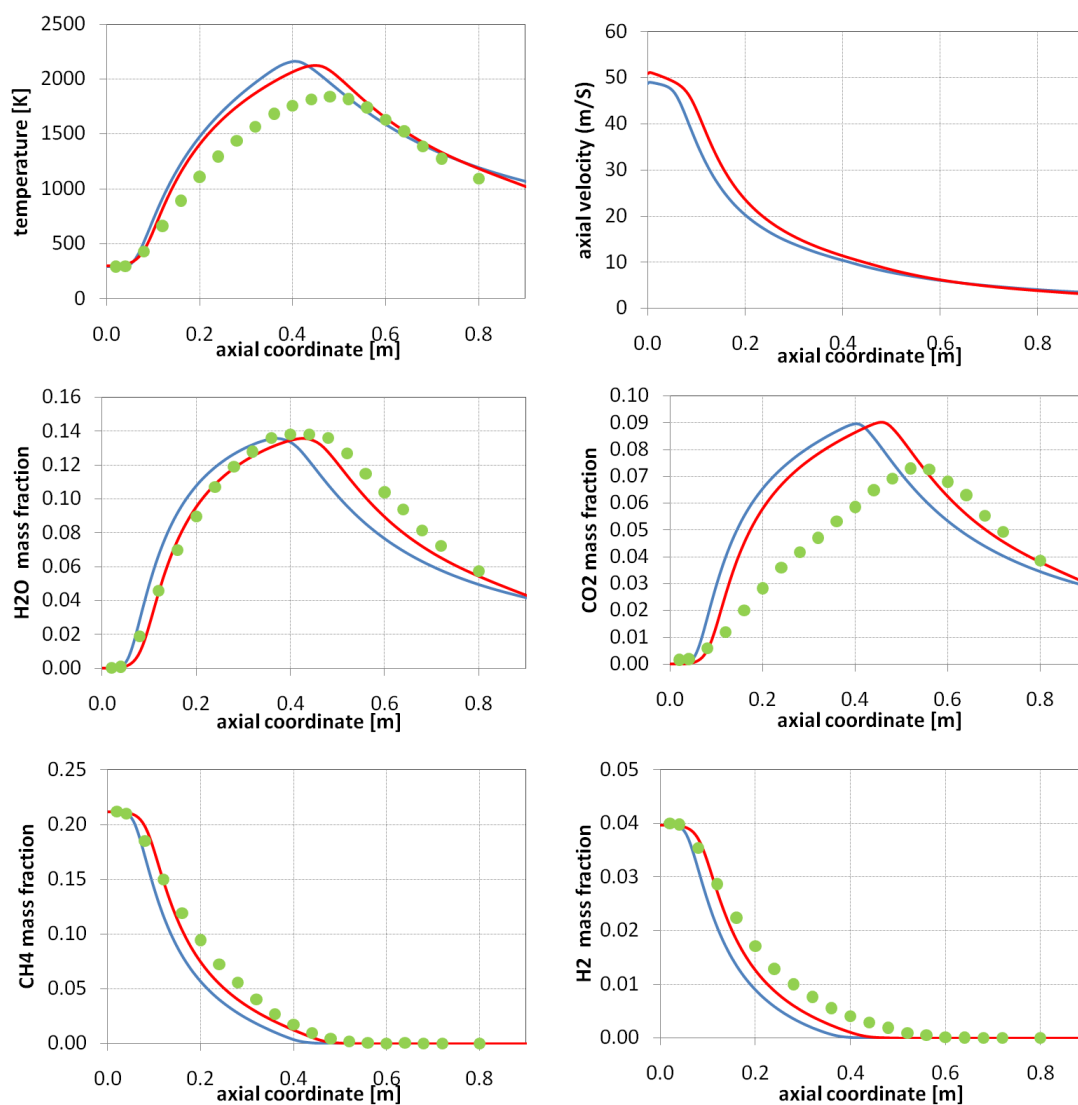 2500
2000
1500
1000
500
0
temperature [K]
0.0 0.2 0.4 0.6 0.8
axial coordinate [m]
60
50
40
30
20
10
0
axial velocity (m/S)
0.0 0.2 0.4 0.6 0.8
axial coordinate [m]
0.16
0.14
0.12
0.10
0.08
0.06
0.04
0.02
0.00
H2O mass fraction
0.0 0.2 0.4 0.6 0.8
axial coordinate [m]
0.10
0.09
0.08
0.07
0.06
0.05
0.04
0.03
0.02
0.01
0.00
CO2 mass fraction
0.0 0.2 0.4 0.6 0.8
axial coordinate [m]
0.25
0.20
0.15
0.10
0.05
0.00
CH4 mass fraction
0.0 0.2 0.4 0.6 0.8
axial coordinate [m]
0.05
0.04
0.03
0.02
0.01
0.00
H2 mass fraction
0.0 0.2 0.4 0.6 0.8
axial coordinate [m]